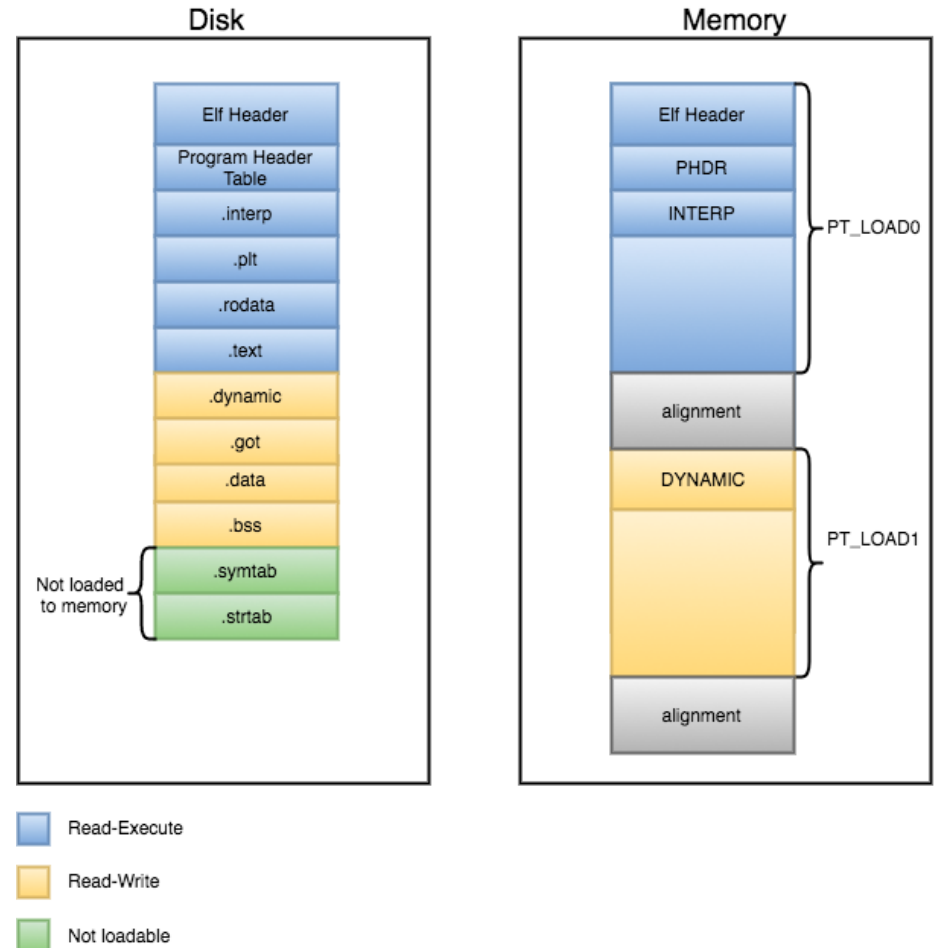 Disk
Elf Header
Program Header
Table
.interp
.plt
.rodata
.text
.dynamic
.got
.data
.bss
.symtab
.strtab
Not loaded
to memory
Memory
Elf Header
PHDR
INTERP
PT_LOAD0
alignment
DYNAMIC
PT_LOAD1
alignment
Read-Execute
Read-Write
Not loadable